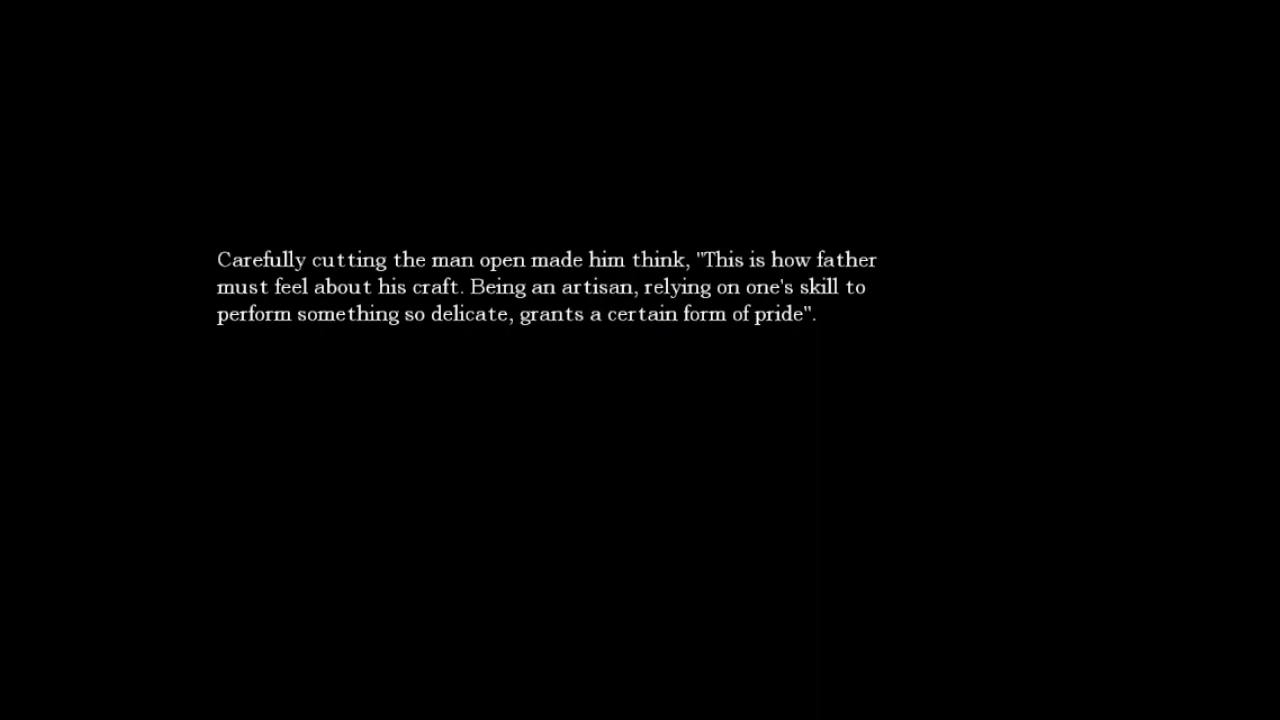 Carefully cutting the man open made him think, "This is how father
must feel about his craft. Being an artisan, relying on one's skill to
perform something so delicate, grants a certain form of pride".